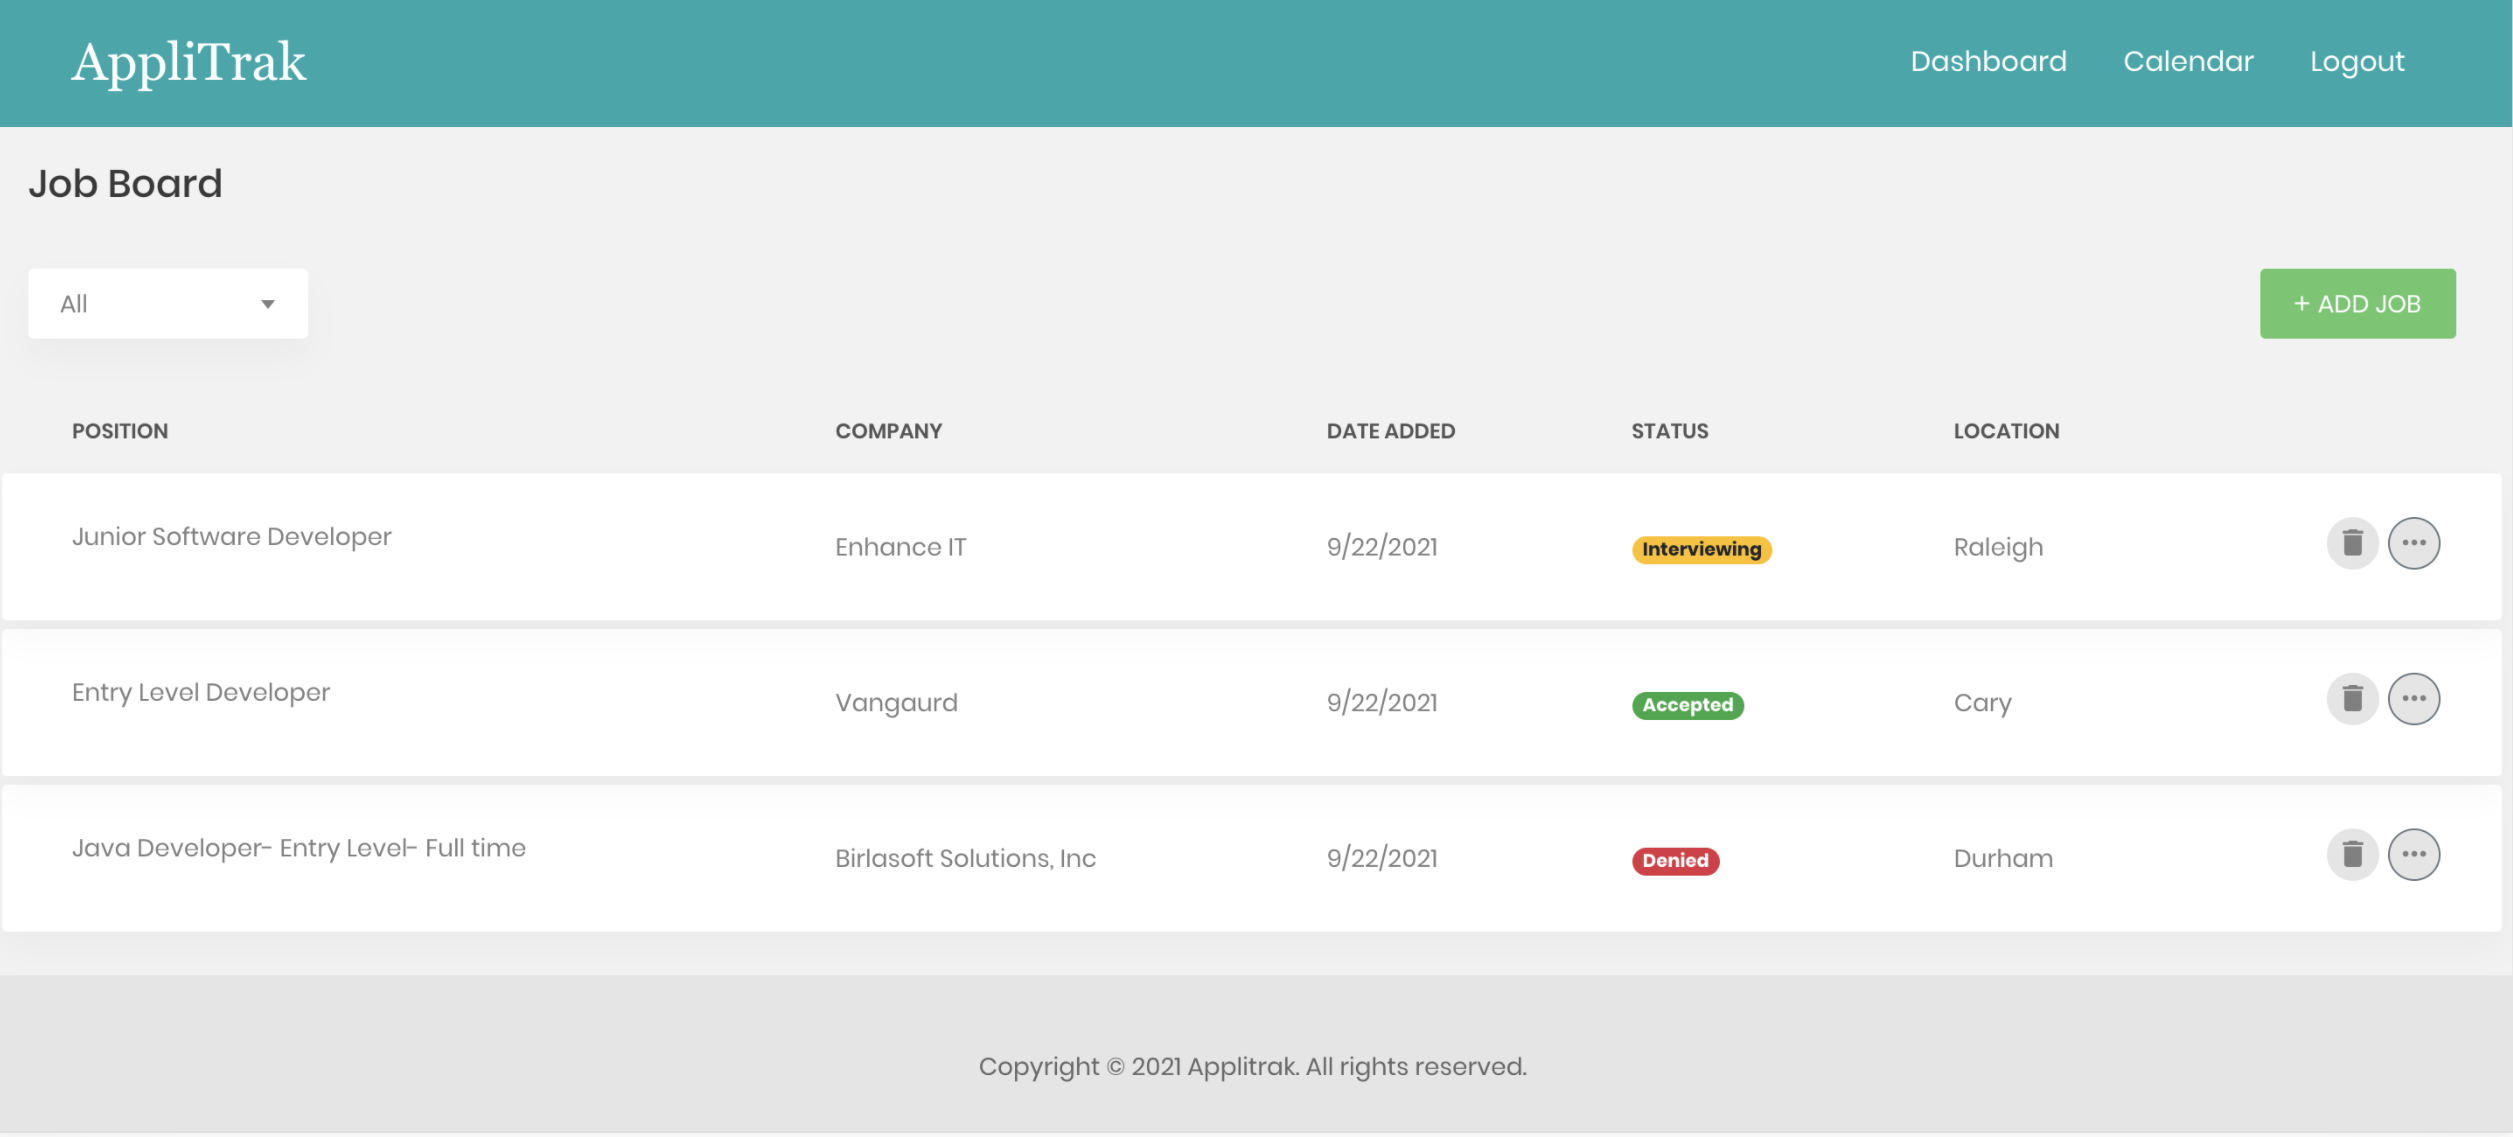 AppliTrak
Dashboard Calendar Logout
Job Board
All
+ ADD JOB
POSITION COMPANY DATE ADDED STATUS LOCATION
Junior Software Developer Enhance IT 9/22/2021 Interviewing Raleigh
Entry Level Developer Vangaurd 9/22/2021 Accepted Cary
Java Developer- Entry Level- Full time Birlasoft Solutions, Inc 9/22/2021 Denied Durham
Copyright © 2021 Applitrak. All rights reserved.